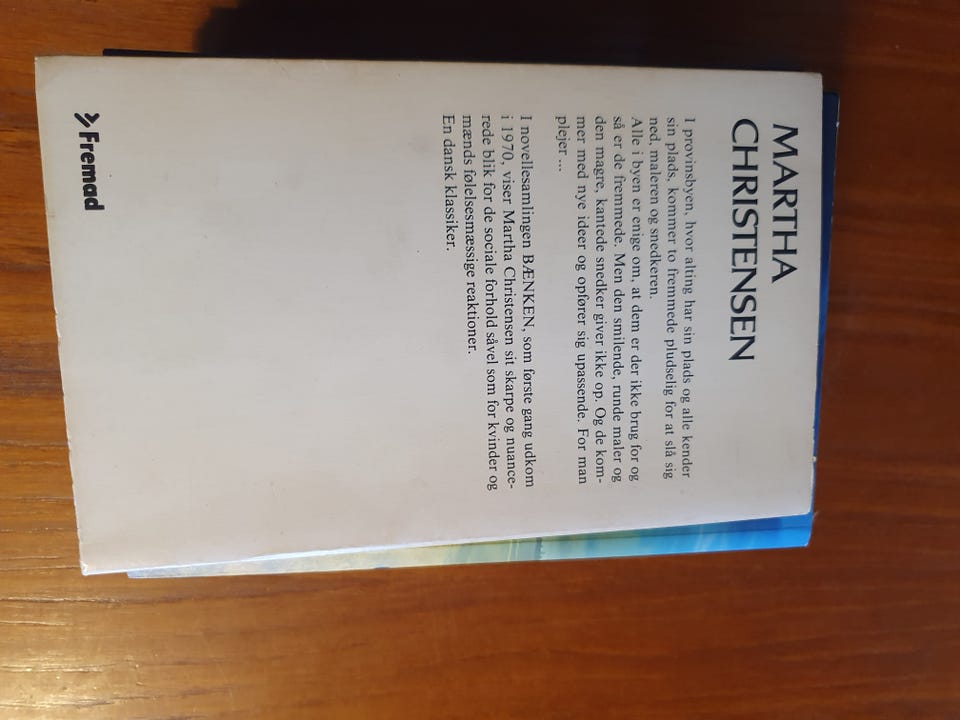 MARTHA
CHRISTENSEN
I provinsbyen, hvor alting har sin plads og alle kender
sin plads, kommer to fremmede pludselig for at slå sig
ned, maleren og snedkeren.
Alle i byen er enige om, at dem er der ikke brug for og
så er de fremmede. Men den smilende, runde maler og
den magre, kantede snedker giver ikke op. Og de kom-
mer med nye ideer og opfører sig upassende. For man
plejer ...
I novellesamlingen BÆNKEN, som første gang udkom
i 1970, viser Martha Christensen sit skarpe og nuance-
rede blik for de sociale forhold såvel som for kvinder og
mænds følelsesmæssige reaktioner.
En dansk klassiker.
Fremad